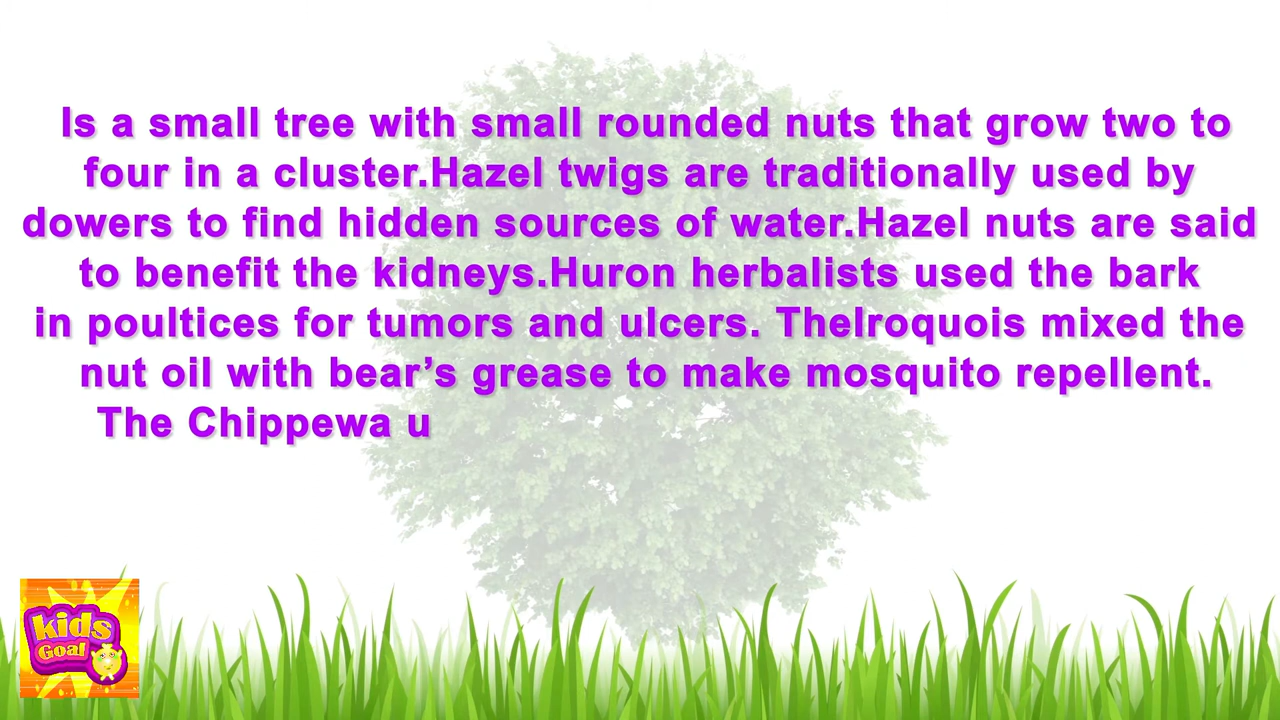 Is a small tree with small rounded nuts that grow two to
four in a cluster.Hazel twigs are traditionally used by
dowers to find hidden sources of water.Hazel nuts are said
to benefit the kidneys.Huron herbalists used the bark
in poultices for tumors and ulcers. TheIroquois mixed the
nut oil with bear’s grease to make mosquito repellent.
The Chippewa u
kids
Goal